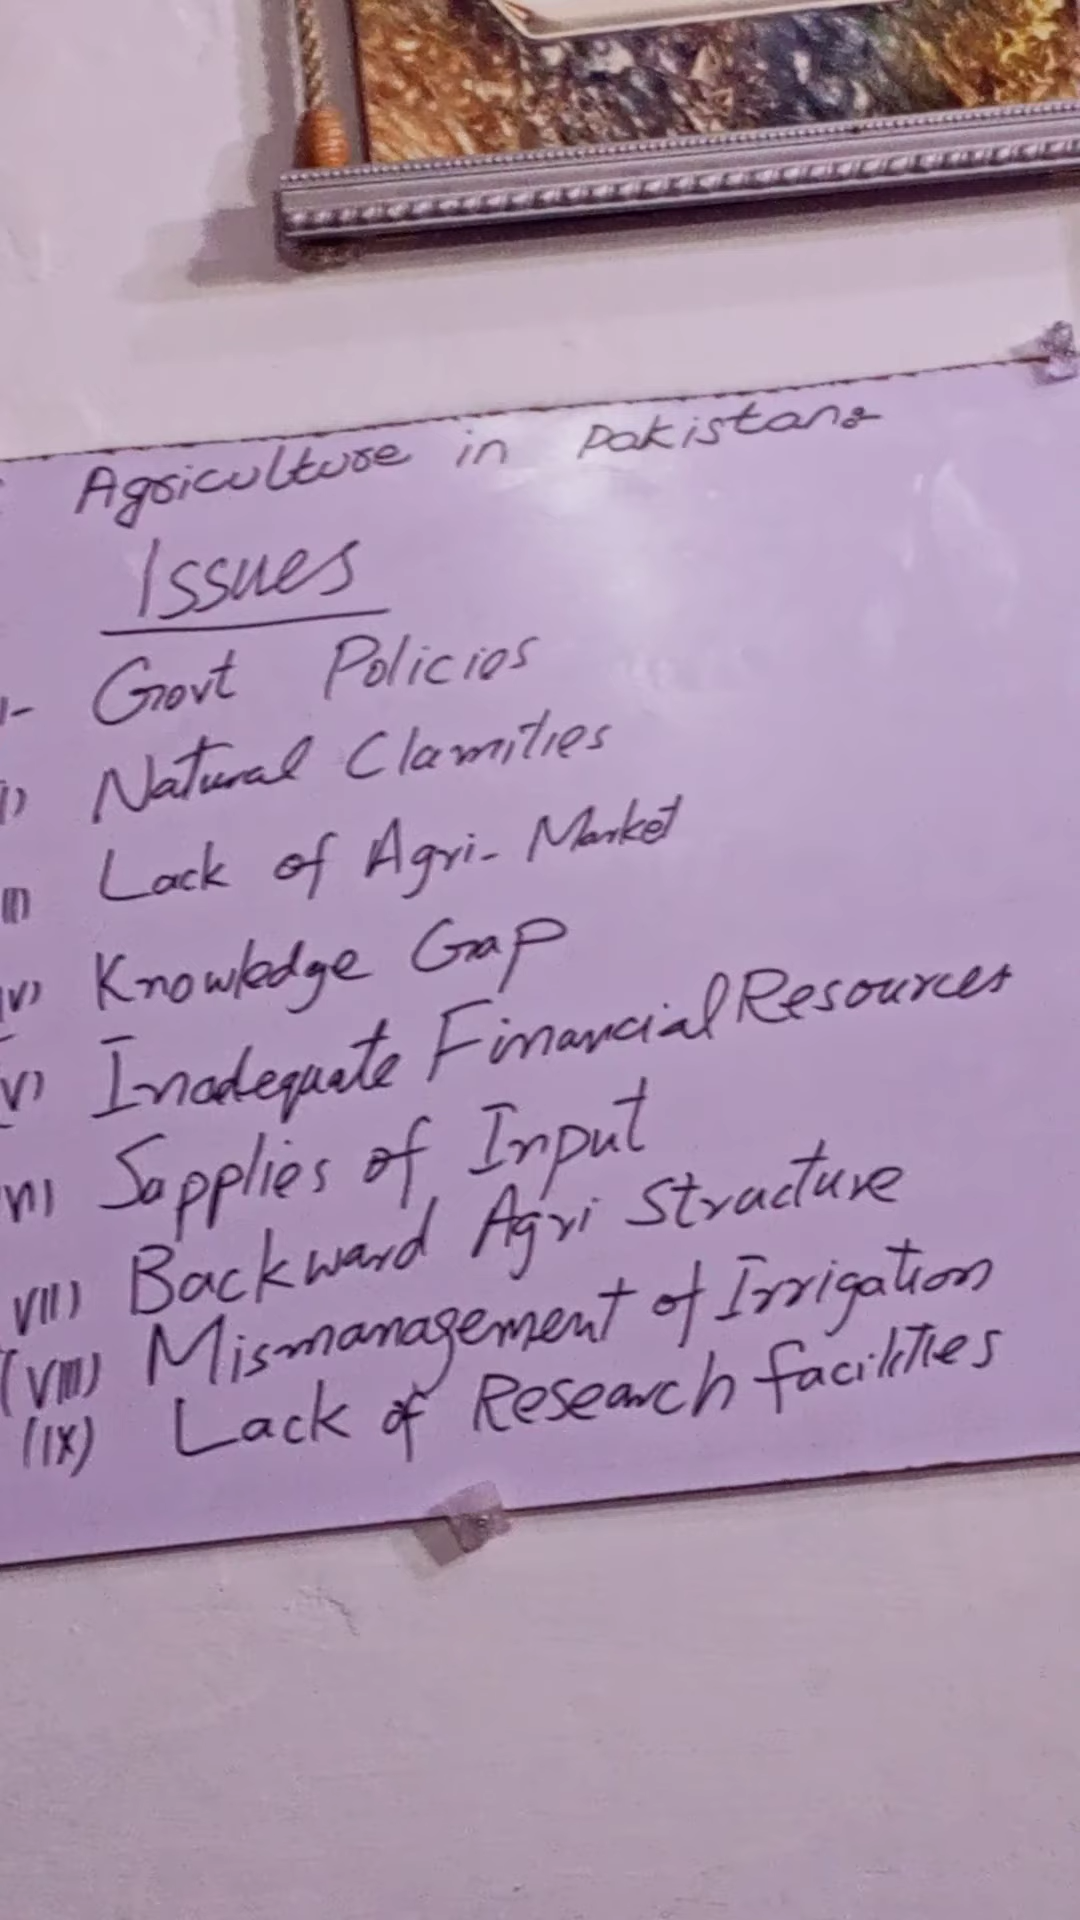 Agriculture in Pakistan:
Issues
1- Govt Policies
Natural Clamities
Lack of Agri- Market
Knowledge Gap
V) Inadequate Financial Resources
Supplies of Input
VII) Backward Agri Structure
(VIII) Mismanagement of Irrigation
(IX) Lack of Research facilities